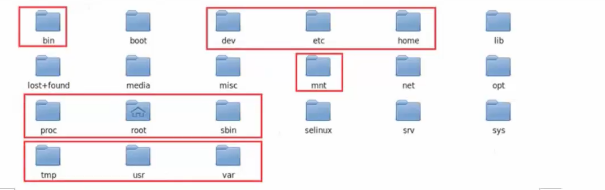 bin boot dev etc home lib
lost+found media misc mnt net opt
proc root sbin selinux srv sys
tmp usr var